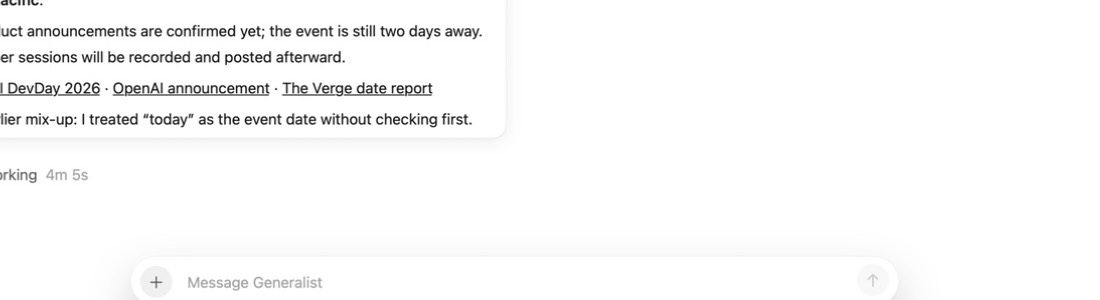 acific.
uct announcements are confirmed yet; the event is still two days away.
er sessions will be recorded and posted afterward.
l DevDay 2026 · OpenAI announcement · The Verge date report
lier mix-up: I treated “today” as the event date without checking first.
orking 4m 5s
Message Generalist